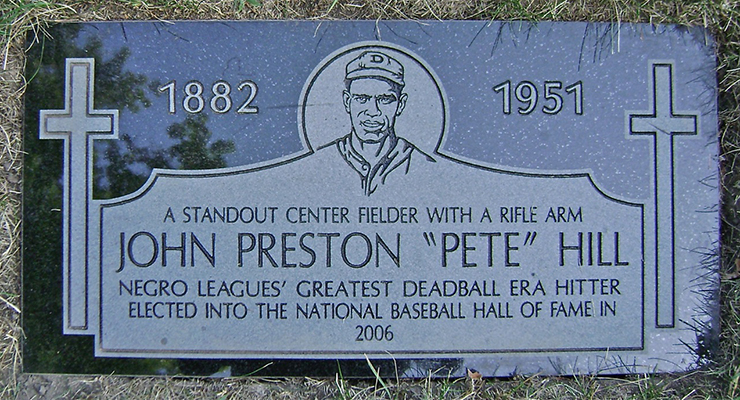 1882 1951
D
A STANDOUT CENTER FIELDER WITH A RIFLE ARM
JOHN PRESTON "PETE" HILL
NEGRO LEAGUES' GREATEST DEADBALL ERA HITTER
ELECTED INTO THE NATIONAL BASEBALL HALL OF FAME IN
2006